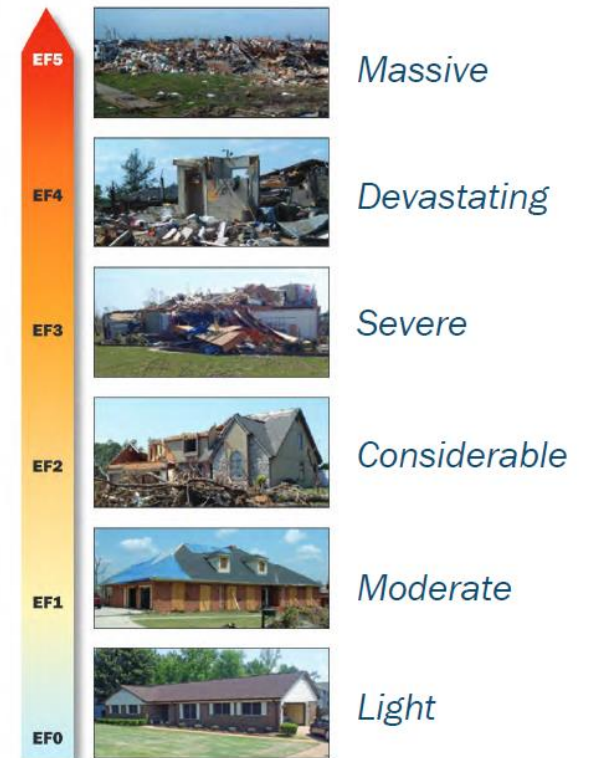 EF5
Massive
EF4
Devastating
EF3
Severe
EF2
Considerable
EF1
Moderate
EF0
Light